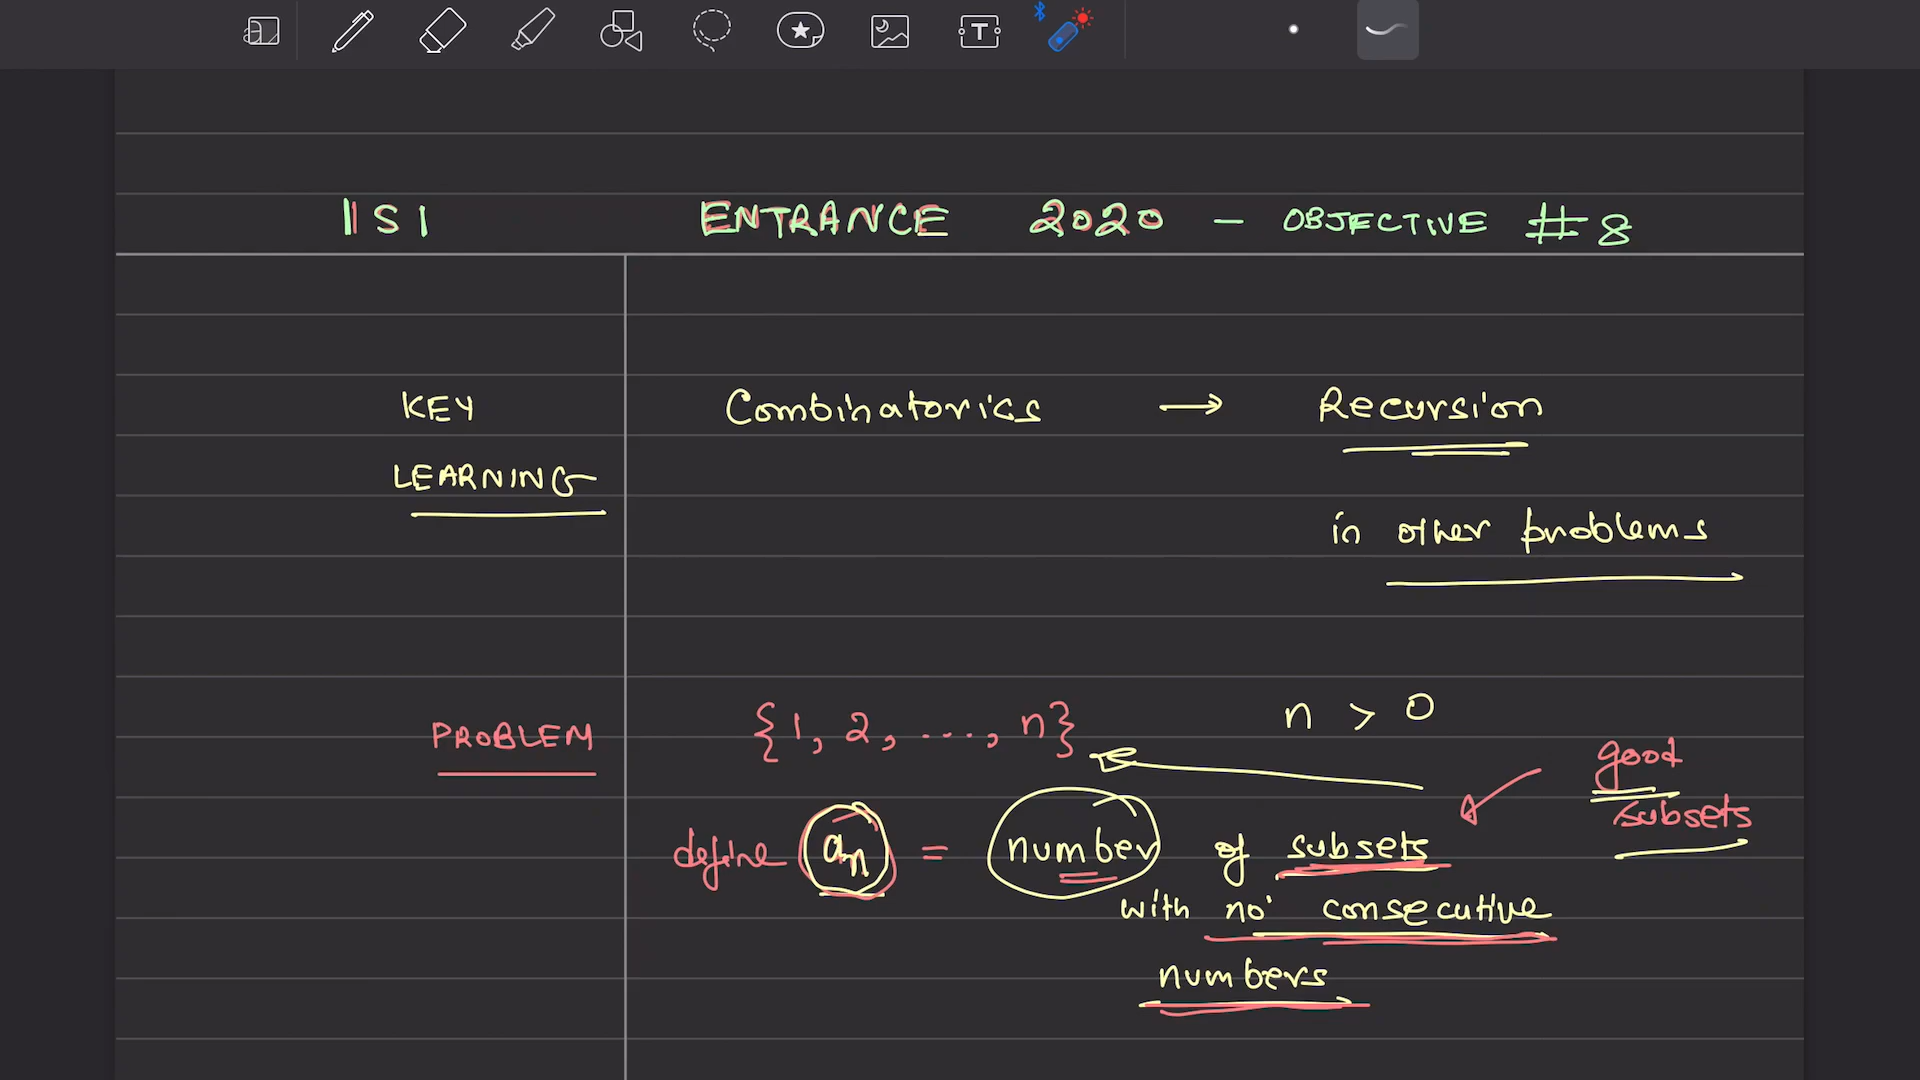 ISI ENTRANCE 2020 - OBJECTIVE #8
KEY LEARNING
Combinatorics → Recursion
in other problems
PROBLEM
{1, 2, ...., n} n > 0
good subsets
define an = number of subsets
with no consecutive
numbers